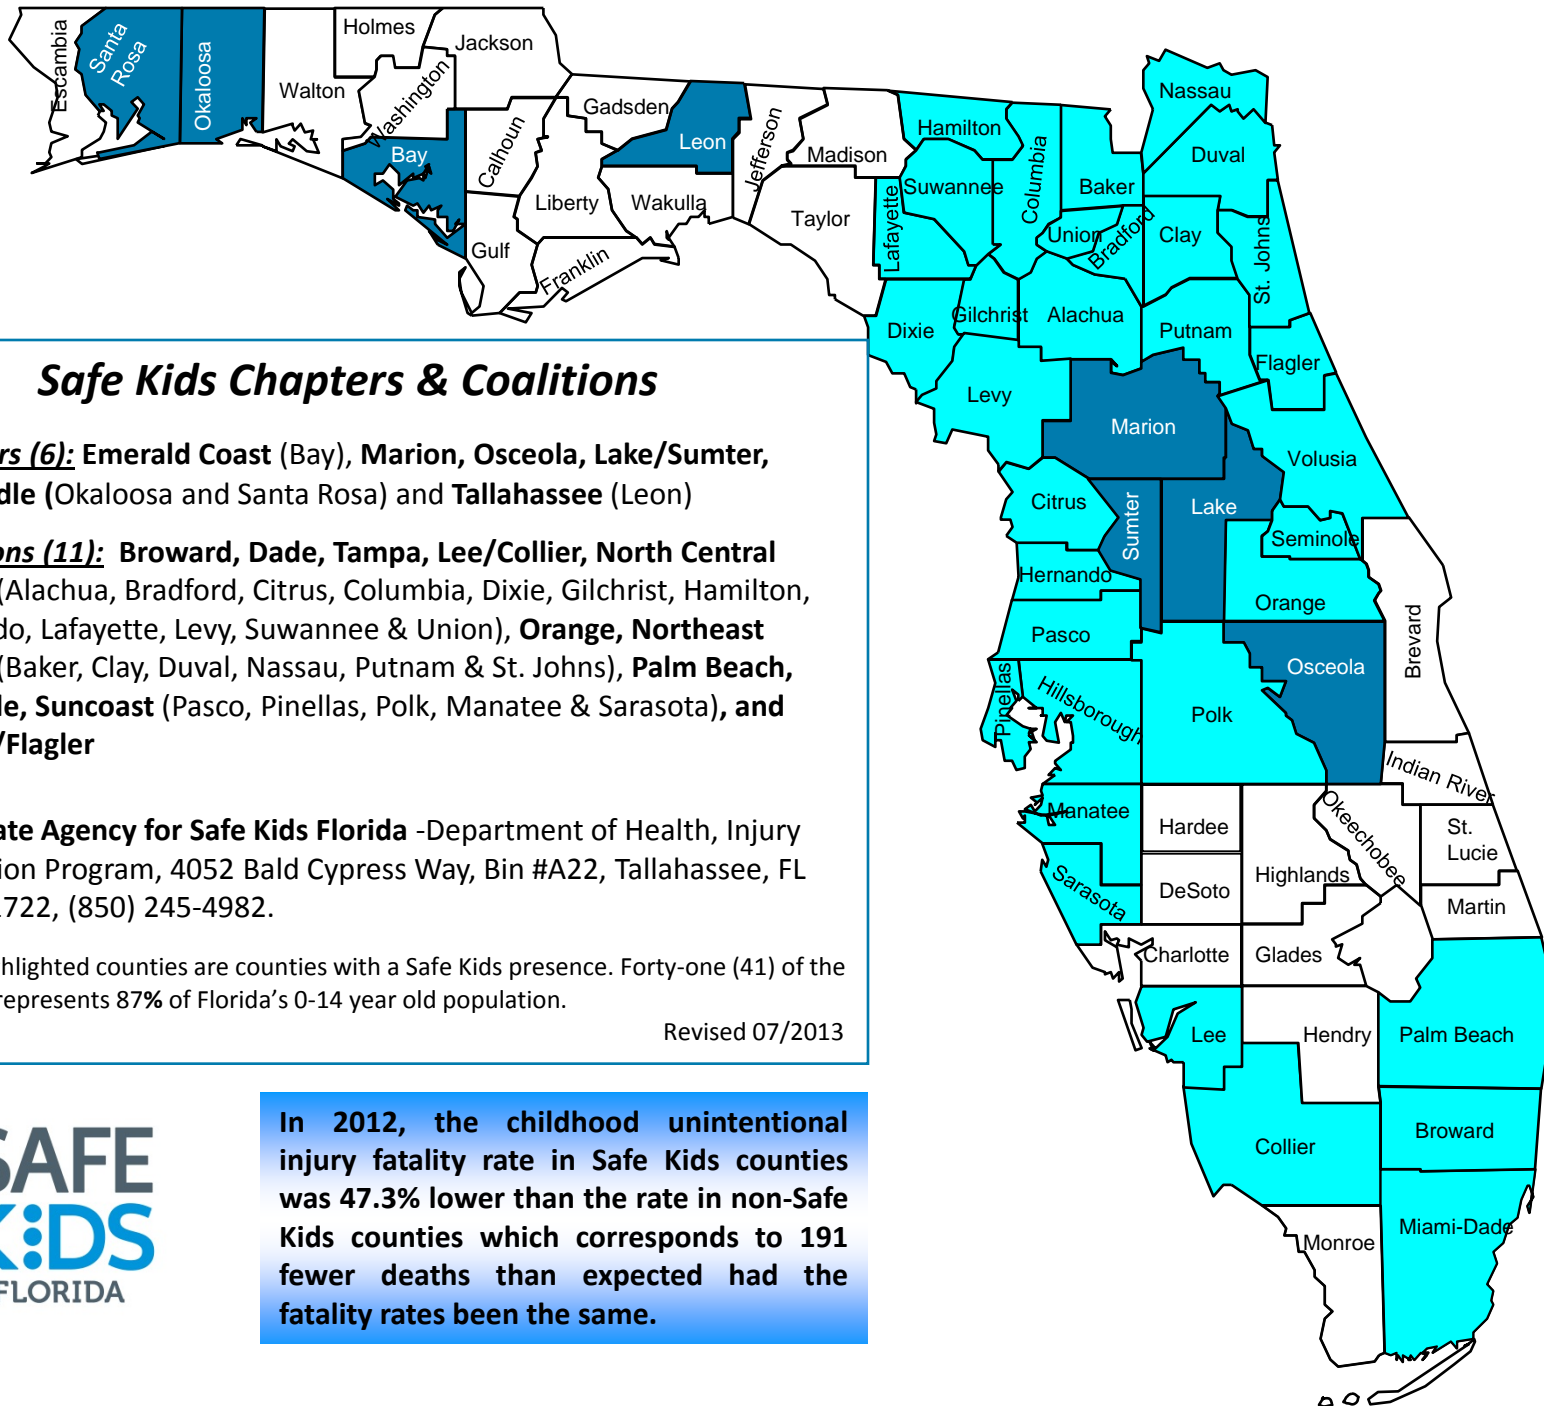 Escambia
Santa
Rosa
Okaloosa
Walton
Holmes
Washington
Jackson
Bay
Calhoun
Gulf
Gadsden
Liberty
Franklin
Leon
Wakulla
Jefferson
Madison
Taylor
Hamilton
Suwannee
Lafayette
Columbia
Baker
Nassau
Duval
Union
Bradford
Clay
St. Johns
Dixie
Gilchrist
Alachua
Putnam
Flagler
Levy
Marion
Volusia
Citrus
Sumter
Lake
Seminole
Hernando
Orange
Pasco
Brevard
Osceola
Pinellas
Hillsborough
Polk
Indian River
Manatee
Hardee
Okeechobee
St.
Lucie
Highlands
DeSoto
Sarasota
Martin
Charlotte
Glades
Lee
Hendry
Palm Beach
Collier
Broward
Monroe
Miami-Dade
Safe Kids Chapters & Coalitions
rs (6): Emerald Coast (Bay), Marion, Osceola, Lake/Sumter,
dle (Okaloosa and Santa Rosa) and Tallahassee (Leon)
ons (11): Broward, Dade, Tampa, Lee/Collier, North Central
(Alachua, Bradford, Citrus, Columbia, Dixie, Gilchrist, Hamilton,
do, Lafayette, Levy, Suwannee & Union), Orange, Northeast
(Baker, Clay, Duval, Nassau, Putnam & St. Johns), Palm Beach,
le, Suncoast (Pasco, Pinellas, Polk, Manatee & Sarasota), and
/Flagler
ate Agency for Safe Kids Florida -Department of Health, Injury
ion Program, 4052 Bald Cypress Way, Bin #A22, Tallahassee, FL
1722, (850) 245-4982.
hlighted counties are counties with a Safe Kids presence. Forty-one (41) of the
represents 87% of Florida's 0-14 year old population.
Revised 07/2013
SAFE
KIDS
FLORIDA
In 2012, the childhood unintentional
injury fatality rate in Safe Kids counties
was 47.3% lower than the rate in non-Safe
Kids counties which corresponds to 191
fewer deaths than expected had the
fatality rates been the same.